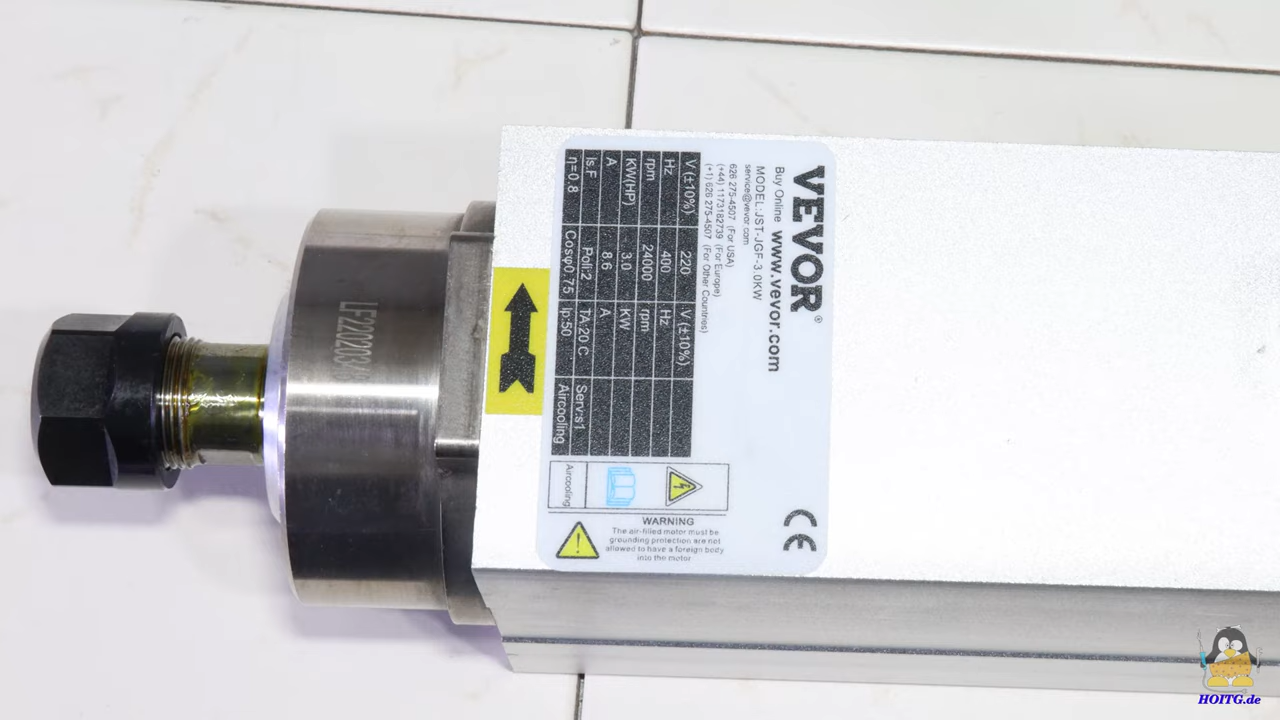 VEVOR®
Buy Online www.vevor.com
MODEL:JST-JGF-3.0KW
service@vevor.com
626 275-4507 (For USA)
(+44) 1173182739 (For Europe)
(+1) 626 275-4507 (For Other Countries)
V (±10%) 220 V (±10%)
Hz 400 Hz
rpm 24000 rpm
KW(HP) 3.0 KW
A 8.6 A
Is.F Poli:2 TA:20 C Serv:s1
η=0.8 Cosφ0.75 Ip:50 Aircooling
Aircooling
CE
WARNING
The air-filled motor must be
grounding protection are not
allowed to have a foreign body
into the motor
HOITG.de